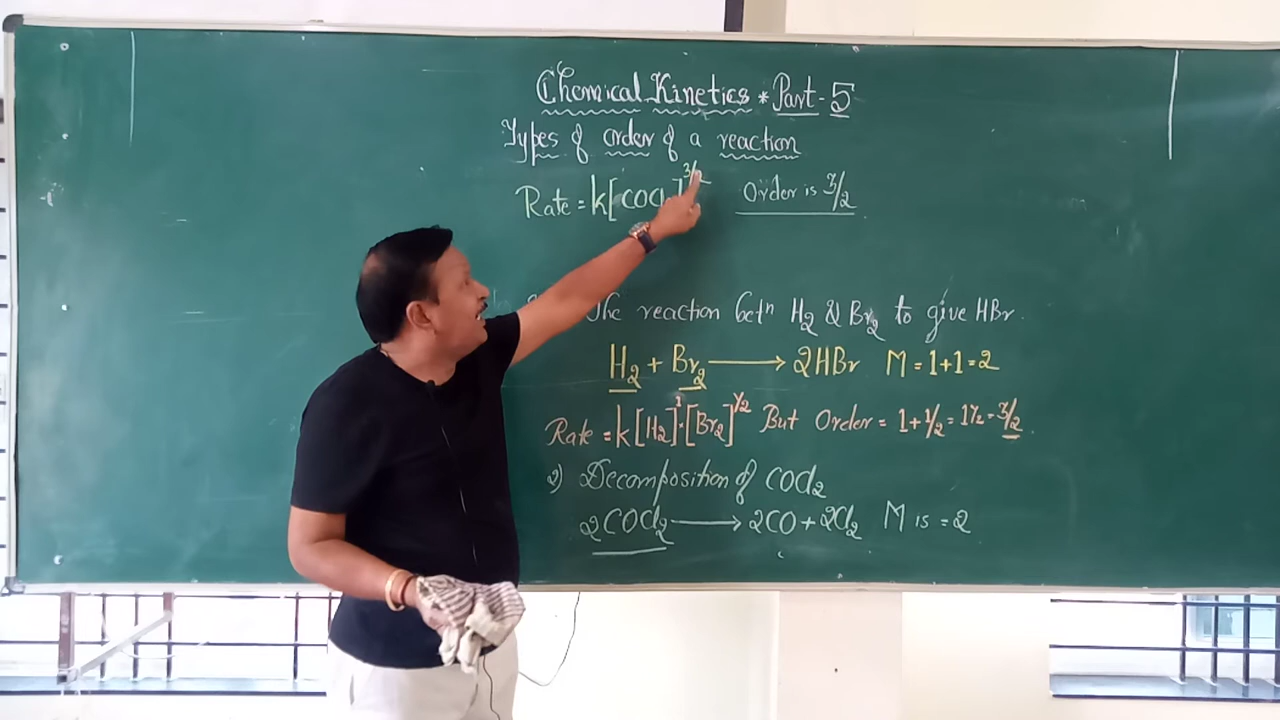 Chemical Kinetics * Part - 5
Types of order of a reaction
Rate = k[COCl ]^3/2 Order is 3/2
The reaction betn H2 & Br2 to give HBr.
H2 + Br2 ⟶ 2HBr M = 1+1 = 2
Rate = k[H2]^1·[Br2]^1/2 But Order = 1+1/2 = 1½ = 3/2
2) Decomposition of COCl2
2COCl2 ⟶ 2CO + 2Cl2 M is = 2